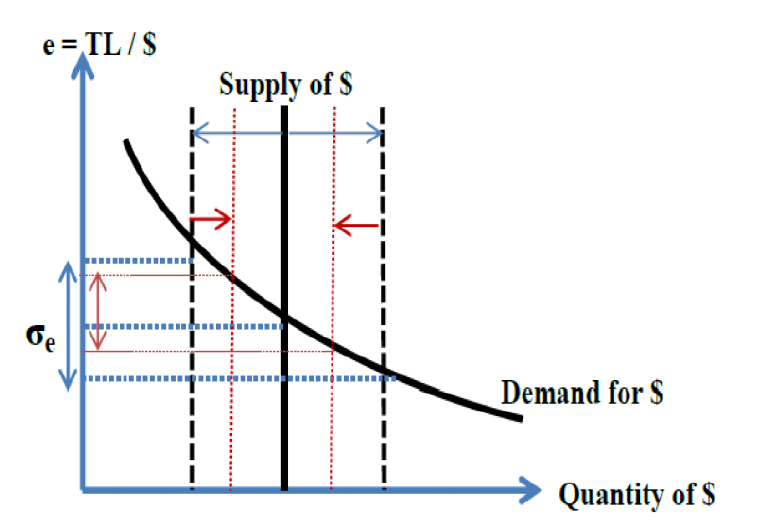 e = TL / $
Supply of $
σe
Demand for $
Quantity of $